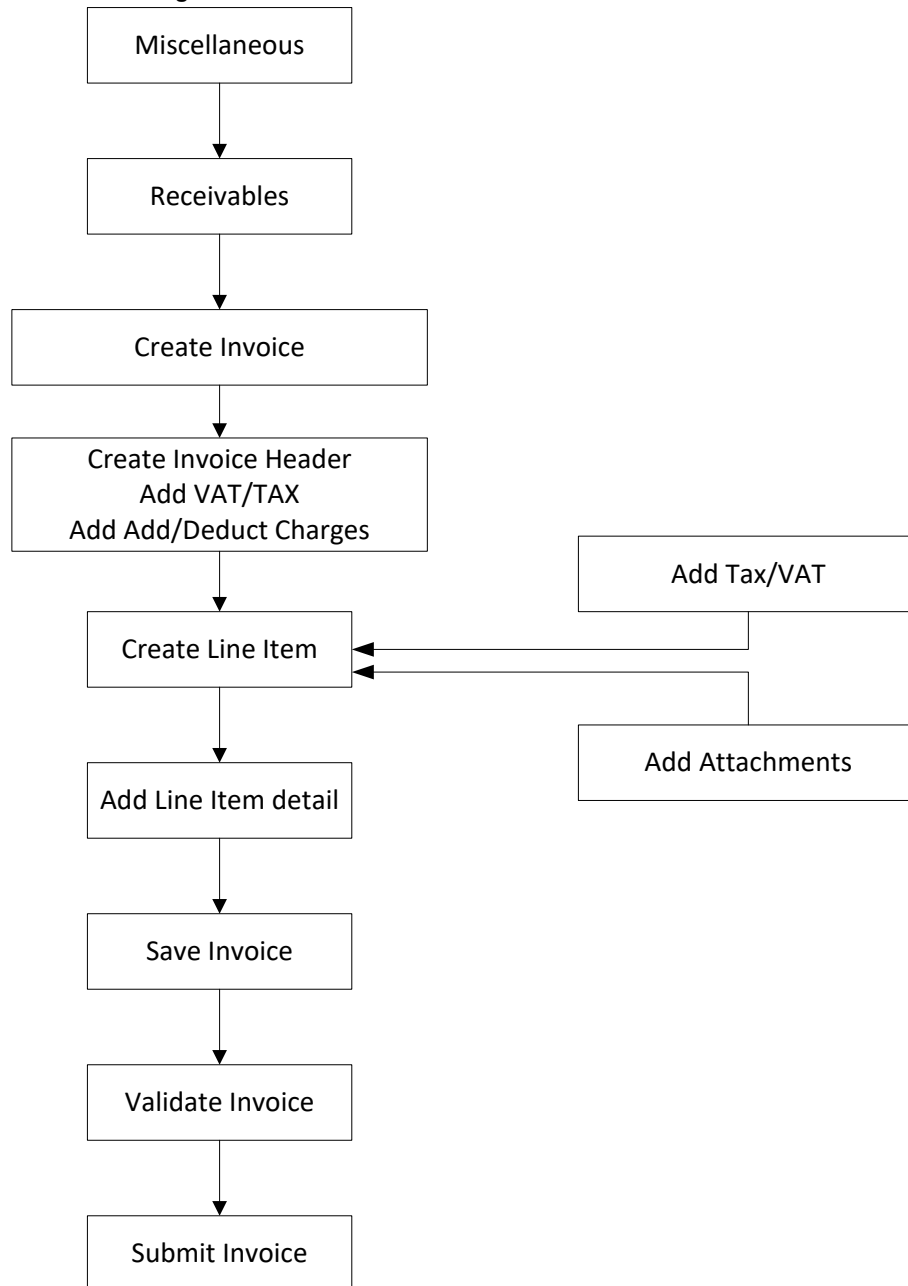 Miscellaneous
Receivables
Create Invoice
Create Invoice Header
Add VAT/TAX
Add Add/Deduct Charges
Add Tax/VAT
Create Line Item
Add Attachments
Add Line Item detail
Save Invoice
Validate Invoice
Submit Invoice